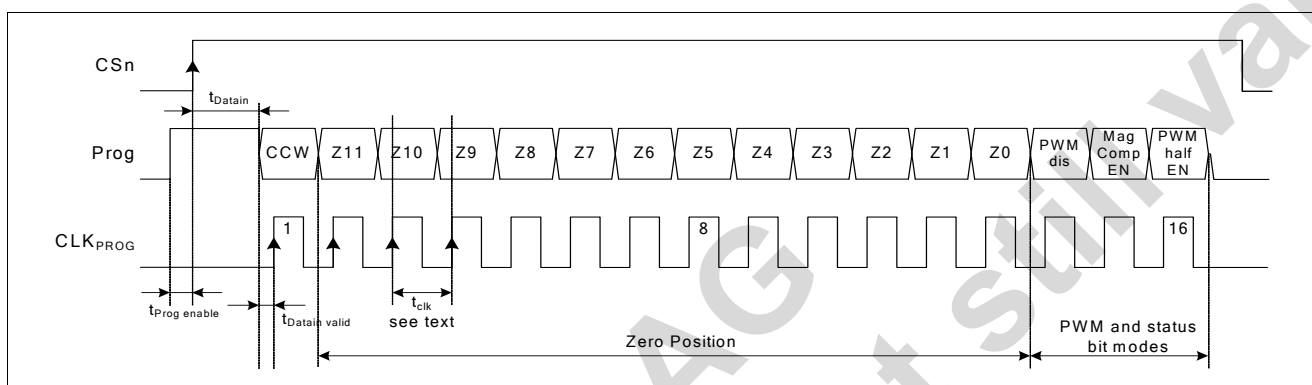 CSn
tDatain
Prog
CCW Z11 Z10 Z9 Z8 Z7 Z6 Z5 Z4 Z3 Z2 Z1 Z0 PWM dis Mag Comp EN PWM half EN
CLKPROG
1 8 16
tProg enable
tDatain valid
tclk
see text
Zero Position
PWM and status
bit modes
AG
still